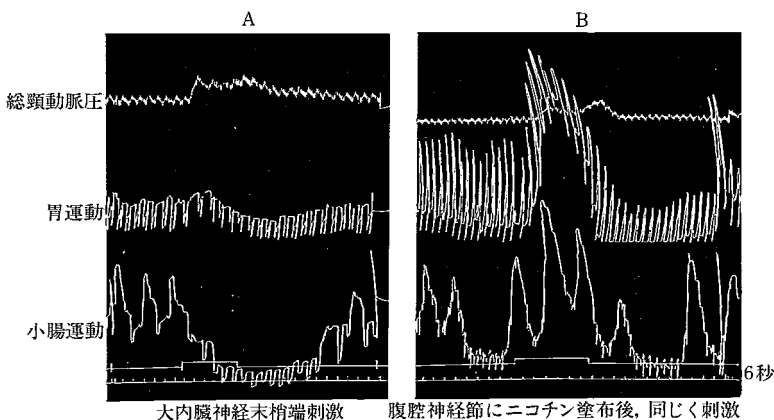 A
B
総頸動脈圧
胃運動
小腸運動
6秒
大内臓神経末梢端刺激
腹腔神経節にニコチン塗布後,同じく刺激